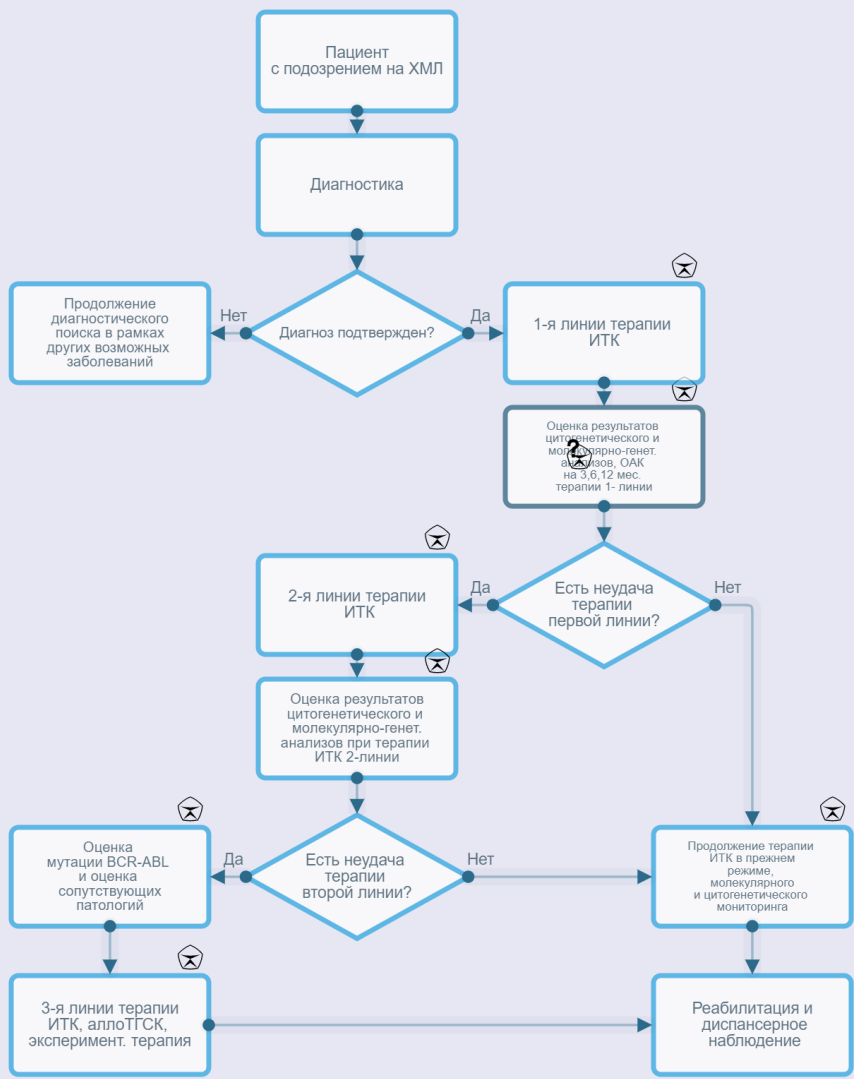 Пациент
с подозрением на ХМЛ
Диагностика
Диагноз подтвержден?
Нет
Да
Продолжение
диагностического
поиска в рамках
других возможных
заболеваний
1-я линии терапии
ИТК
Оценка результатов
цитогенетического и
молекулярно-генет.
анализов, ОАК
на 3,6,12 мес.
терапии 1- линии
?
Есть неудача
терапии
первой линии?
Да
Нет
2-я линии терапии
ИТК
Оценка результатов
цитогенетического и
молекулярно-генет.
анализов при терапии
ИТК 2-линии
Есть неудача
терапии
второй линии?
Да
Нет
Оценка
мутации BCR-ABL
и оценка
сопутствующих
патологий
Продолжение терапии
ИТК в прежнем
режиме,
молекулярного
и цитогенетического
мониторинга
3-я линии терапии
ИТК, аллоТГСК,
эксперимент. терапия
Реабилитация и
диспансерное
наблюдение